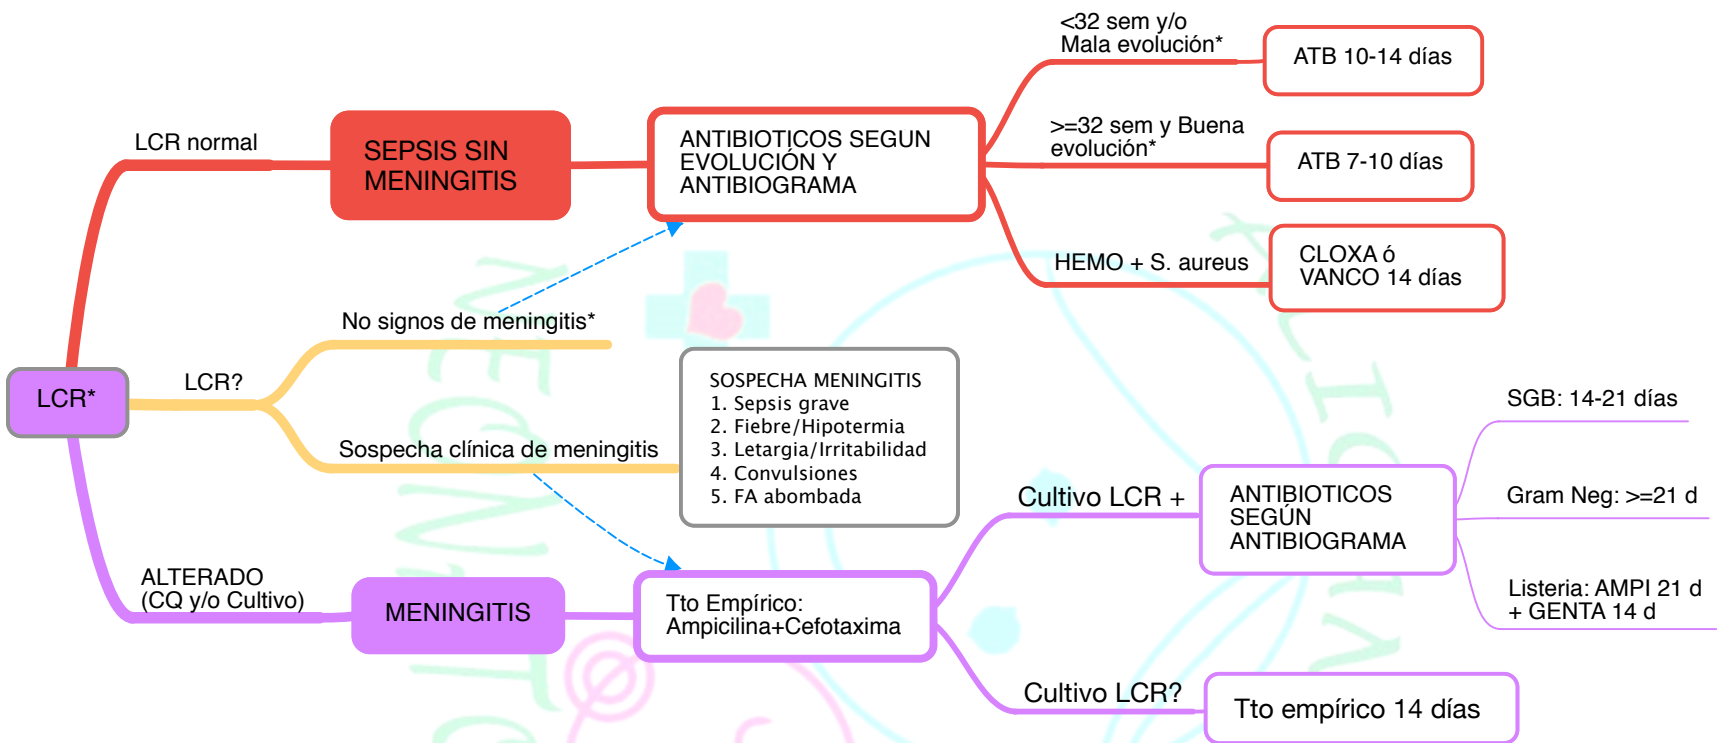 <32 sem y/o
Mala evolución*
ATB 10-14 días
LCR normal
SEPSIS SIN
MENINGITIS
ANTIBIOTICOS SEGUN
EVOLUCIÓN Y
ANTIBIOGRAMA
>=32 sem y Buena
evolución*
ATB 7-10 días
HEMO + S. aureus
CLOXA ó
VANCO 14 días
No signos de meningitis*
LCR*
LCR?
Sospecha clínica de meningitis
SOSPECHA MENINGITIS
1. Sepsis grave
2. Fiebre/Hipotermia
3. Letargia/Irritabilidad
4. Convulsiones
5. FA abombada
ALTERADO
(CQ y/o Cultivo)
MENINGITIS
Tto Empírico:
Ampicilina+Cefotaxima
Cultivo LCR +
ANTIBIOTICOS
SEGÚN
ANTIBIOGRAMA
SGB: 14-21 días
Gram Neg: >=21 d
Listeria: AMPI 21 d
+ GENTA 14 d
Cultivo LCR?
Tto empírico 14 días